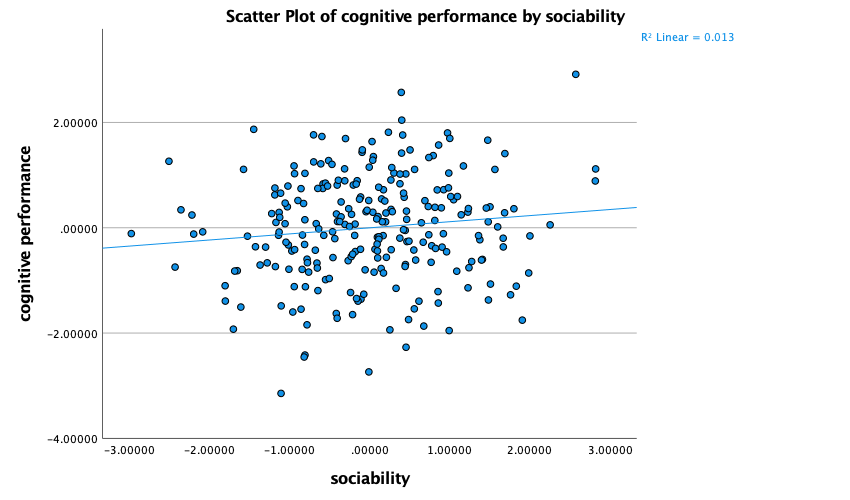 Scatter Plot of cognitive performance by sociability
R² Linear = 0.013
cognitive performance
2.00000
.00000
-2.00000
-4.00000
-3.00000 -2.00000 -1.00000 .00000 1.00000 2.00000 3.00000
sociability